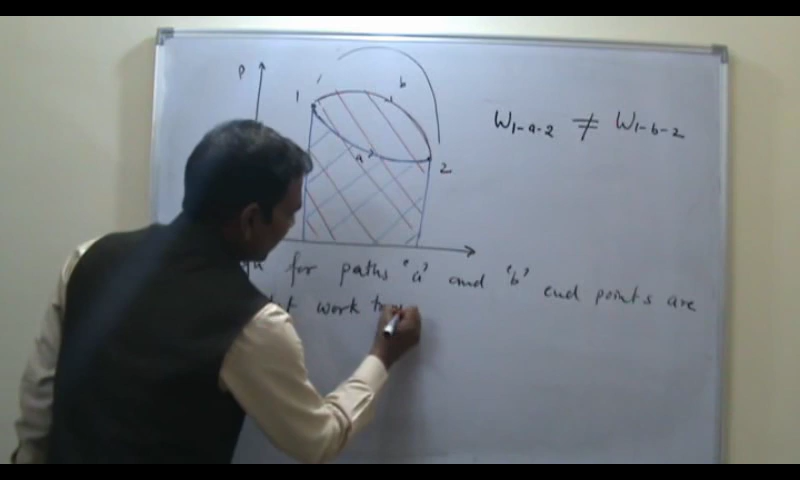 P
b
1
W1-a-2 ≠ W1-b-2
a
2
for paths 'a' and 'b' end points are
work